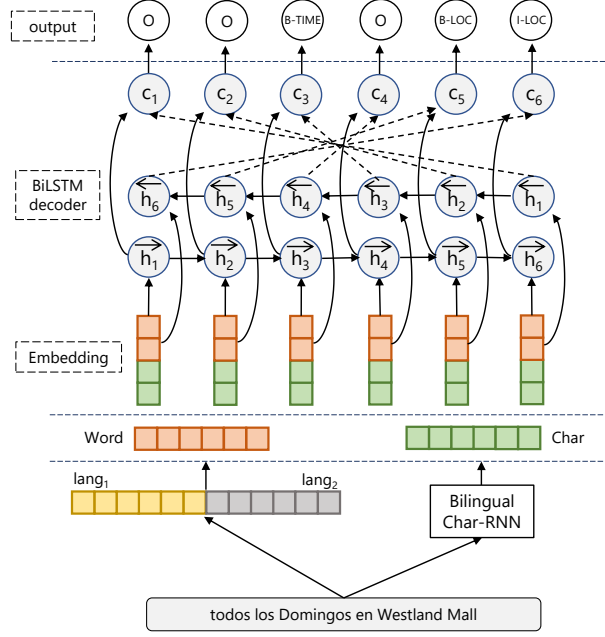 output
O O B-TIME O B-LOC I-LOC
c1 c2 c3 c4 c5 c6
BiLSTM
decoder
h6 h5 h4 h3 h2 h1
h1 h2 h3 h4 h5 h6
Embedding
Word
Char
lang1
lang2
Bilingual
Char-RNN
todos los Domingos en Westland Mall